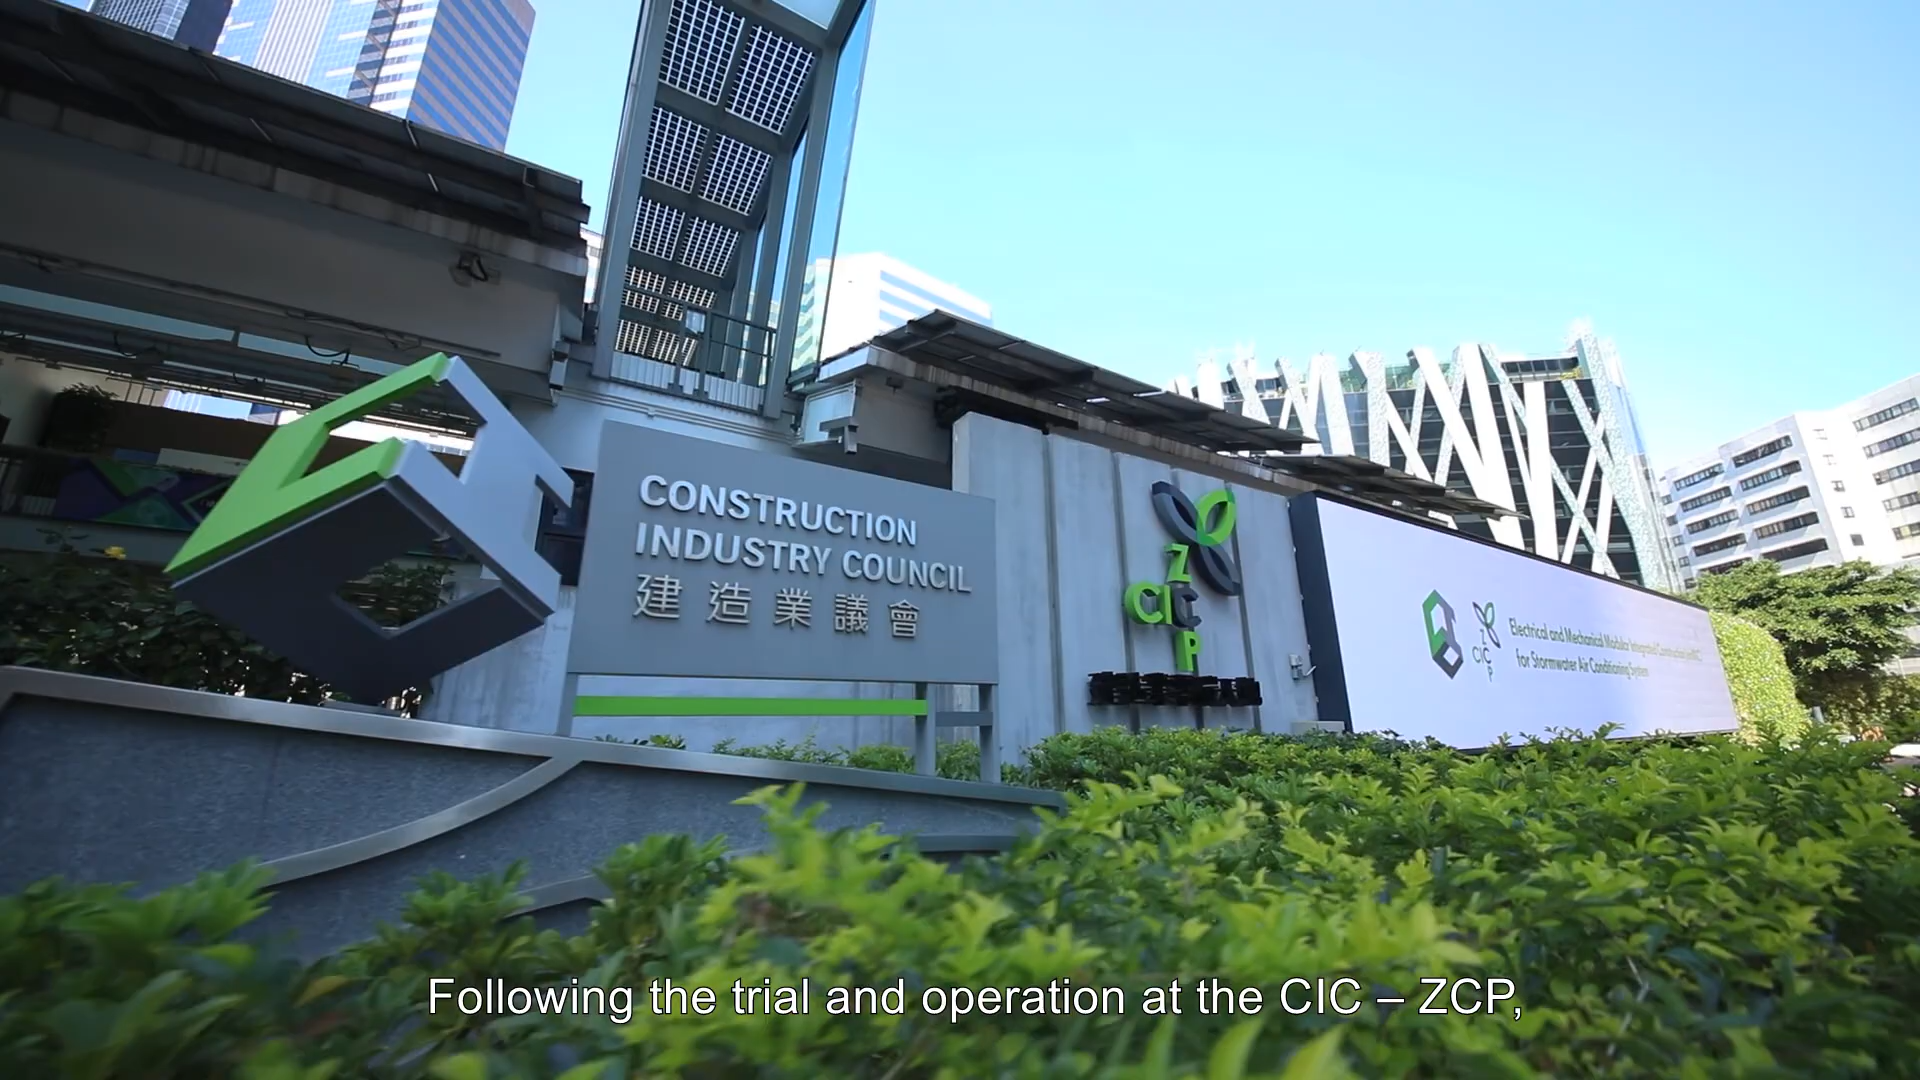 CONSTRUCTION
INDUSTRY COUNCIL
建造業議會
Z
CIC
P
Z
CIC
P
Electrical and Mechanical Modular Integrated Construction
for Stormwater Air Conditioning System
Following the trial and operation at the CIC – ZCP,